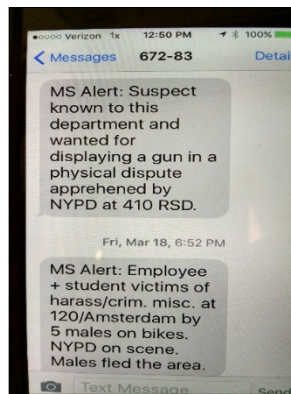 Verizon 1x 12:50 PM 100%
Messages 672-83 Detai
MS Alert: Suspect
known to this
department and
wanted for
displaying a gun in a
physical dispute
apprehened by
NYPD at 410 RSD.
Fri, Mar 18, 6:52 PM
MS Alert: Employee
+ student victims of
harass/crim. misc. at
120/Amsterdam by
5 males on bikes.
NYPD on scene.
Males fled the area.
Text Message Send